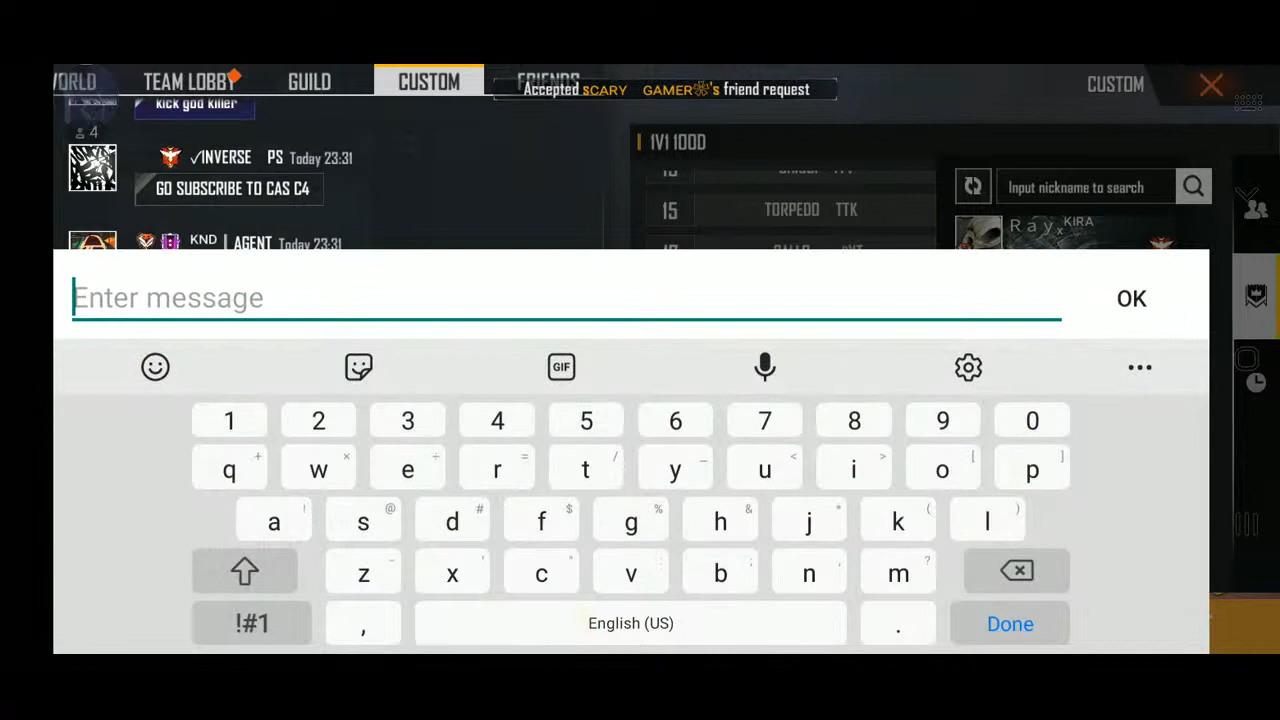 ORLD TEAM LOBBY GUILD CUSTOM FRIENDS CUSTOM
Accepted SCARY GAMER's friend request
kick god killer
4
✓INVERSE PS Today 23:31
GO SUBSCRIBE TO CAS C4
KND | AGENT Today 23:31
1V1 1000
15 TORPEDO TTK
Input nickname to search
Rayx KIRA
Enter message
OK
GIF
1 2 3 4 5 6 7 8 9 0
q + w × e ÷ r = t / y _ u < i > o [ p ]
a ! s @ d # f $ g % h & j * k ( l )
z - x ' c " v : b ; n , m ?
!#1 , English (US) . Done